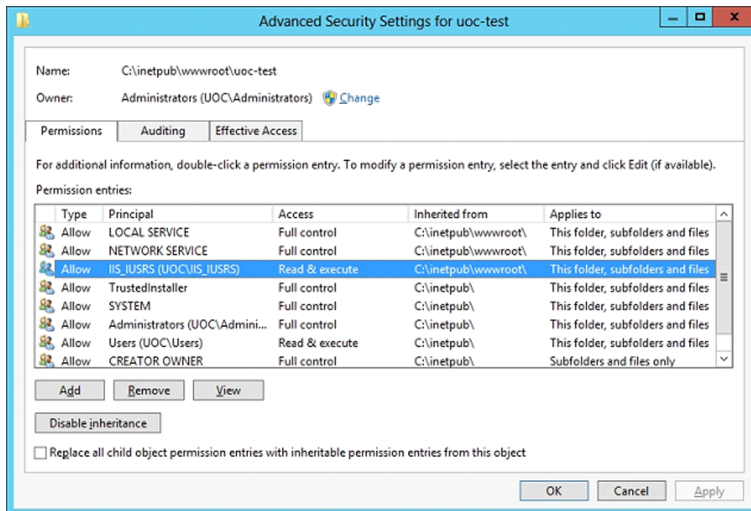 Advanced Security Settings for uoc-test
Name: C:\inetpub\wwwroot\uoc-test
Owner: Administrators (UOC\Administrators) Change
Permissions Auditing Effective Access
For additional information, double-click a permission entry. To modify a permission entry, select the entry and click Edit (if available).
Permission entries:
Type Principal Access Inherited from Applies to
Allow LOCAL SERVICE Full control C:\inetpub\wwwroot\ This folder, subfolders and files
Allow NETWORK SERVICE Full control C:\inetpub\wwwroot\ This folder, subfolders and files
Allow IIS_IUSRS (UOC\IIS_IUSRS) Read & execute C:\inetpub\wwwroot\ This folder, subfolders and files
Allow TrustedInstaller Full control C:\inetpub\ This folder, subfolders and files
Allow SYSTEM Full control C:\inetpub\ This folder, subfolders and files
Allow Administrators (UOC\Admini... Full control C:\inetpub\ This folder, subfolders and files
Allow Users (UOC\Users) Read & execute C:\inetpub\ This folder, subfolders and files
Allow CREATOR OWNER Full control C:\inetpub\ Subfolders and files only
Add Remove View
Disable inheritance
Replace all child object permission entries with inheritable permission entries from this object
OK Cancel Apply